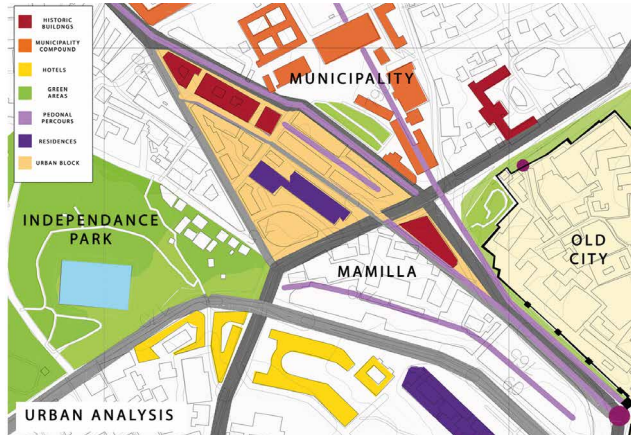 HISTORIC
BUILDNGS
MUNICIPALITY
COMPOUND
HOTELS
GREEN
AREAS
PEDONAL
PERCOURS
RESIDENCES
URBAN BLOCK
MUNICIPALITY
INDEPENDANCE
PARK
MAMILLA
OLD
CITY
URBAN ANALYSIS